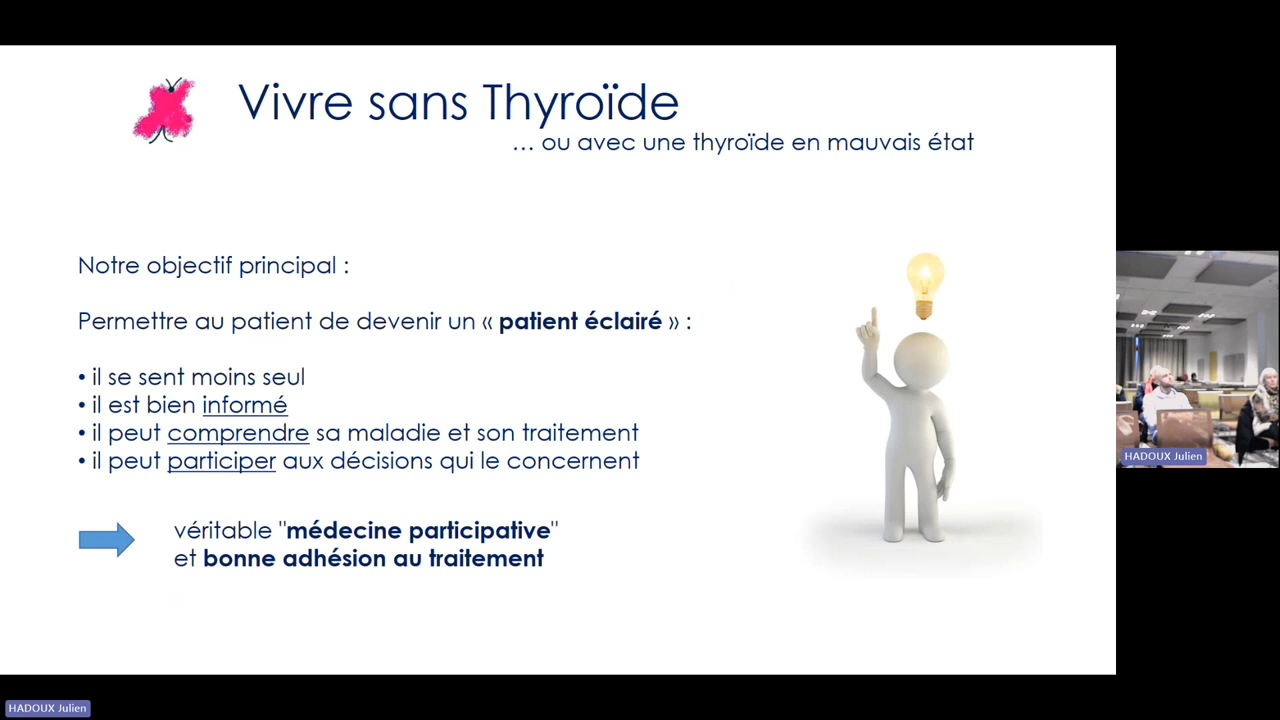 Vivre sans Thyroïde
… ou avec une thyroïde en mauvais état
Notre objectif principal :
Permettre au patient de devenir un « patient éclairé » :
• il se sent moins seul
• il est bien informé
• il peut comprendre sa maladie et son traitement
• il peut participer aux décisions qui le concernent
véritable "médecine participative"
et bonne adhésion au traitement
HADOUX Julien
HADOUX Julien